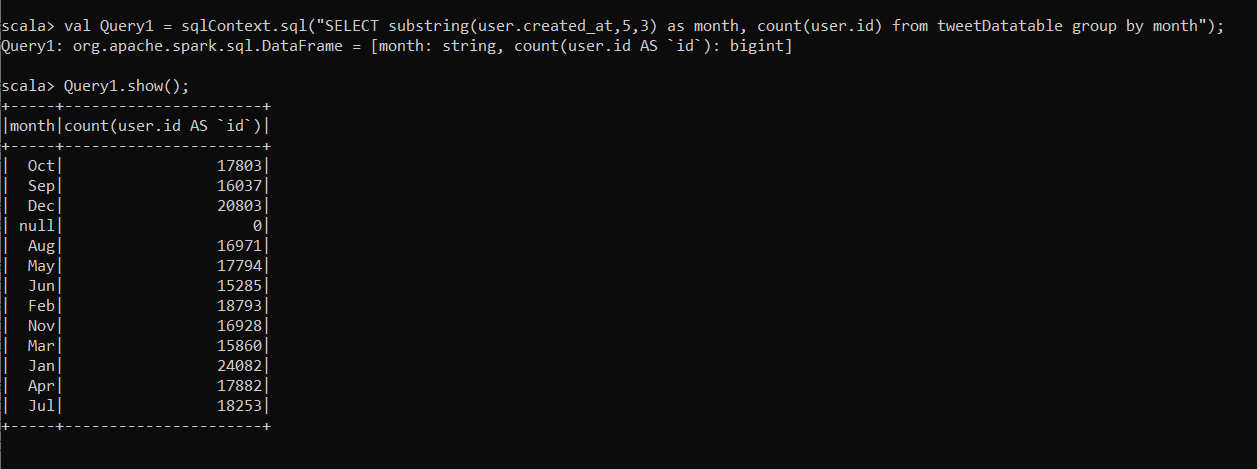 scala> val Query1 = sqlContext.sql("SELECT substring(user.created_at,5,3) as month, count(user.id) from tweetDatatable group by month");
Query1: org.apache.spark.sql.DataFrame = [month: string, count(user.id AS `id`): bigint]
scala> Query1.show();
+-----+----------------------+
|month|count(user.id AS `id`)|
+-----+----------------------+
|  Oct|                 17803|
|  Sep|                 16037|
|  Dec|                 20803|
| null|                     0|
|  Aug|                 16971|
|  May|                 17794|
|  Jun|                 15285|
|  Feb|                 18793|
|  Nov|                 16928|
|  Mar|                 15860|
|  Jan|                 24082|
|  Apr|                 17882|
|  Jul|                 18253|
+-----+----------------------+